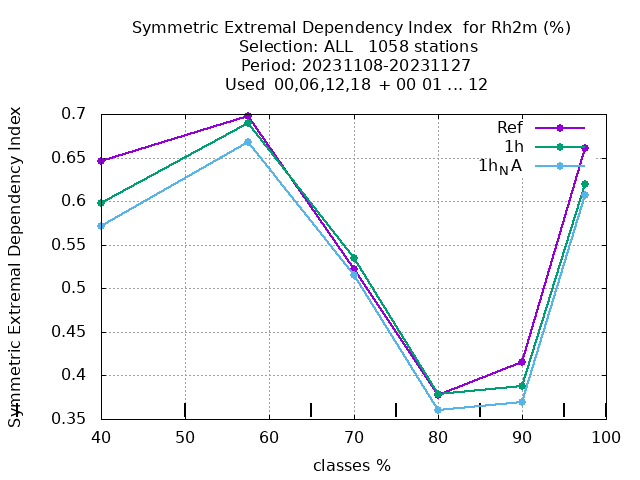 Symmetric Extremal Dependency Index  for Rh2m (%)
Selection: ALL   1058 stations
Period: 20231108-20231127
Used  00,06,12,18 + 00 01 ... 12
Symmetric Extremal Dependency Index
0.7
0.65
0.6
0.55
0.5
0.45
0.4
0.35
Ref
1h
1hNA
40 50 60 70 80 90 100
classes %